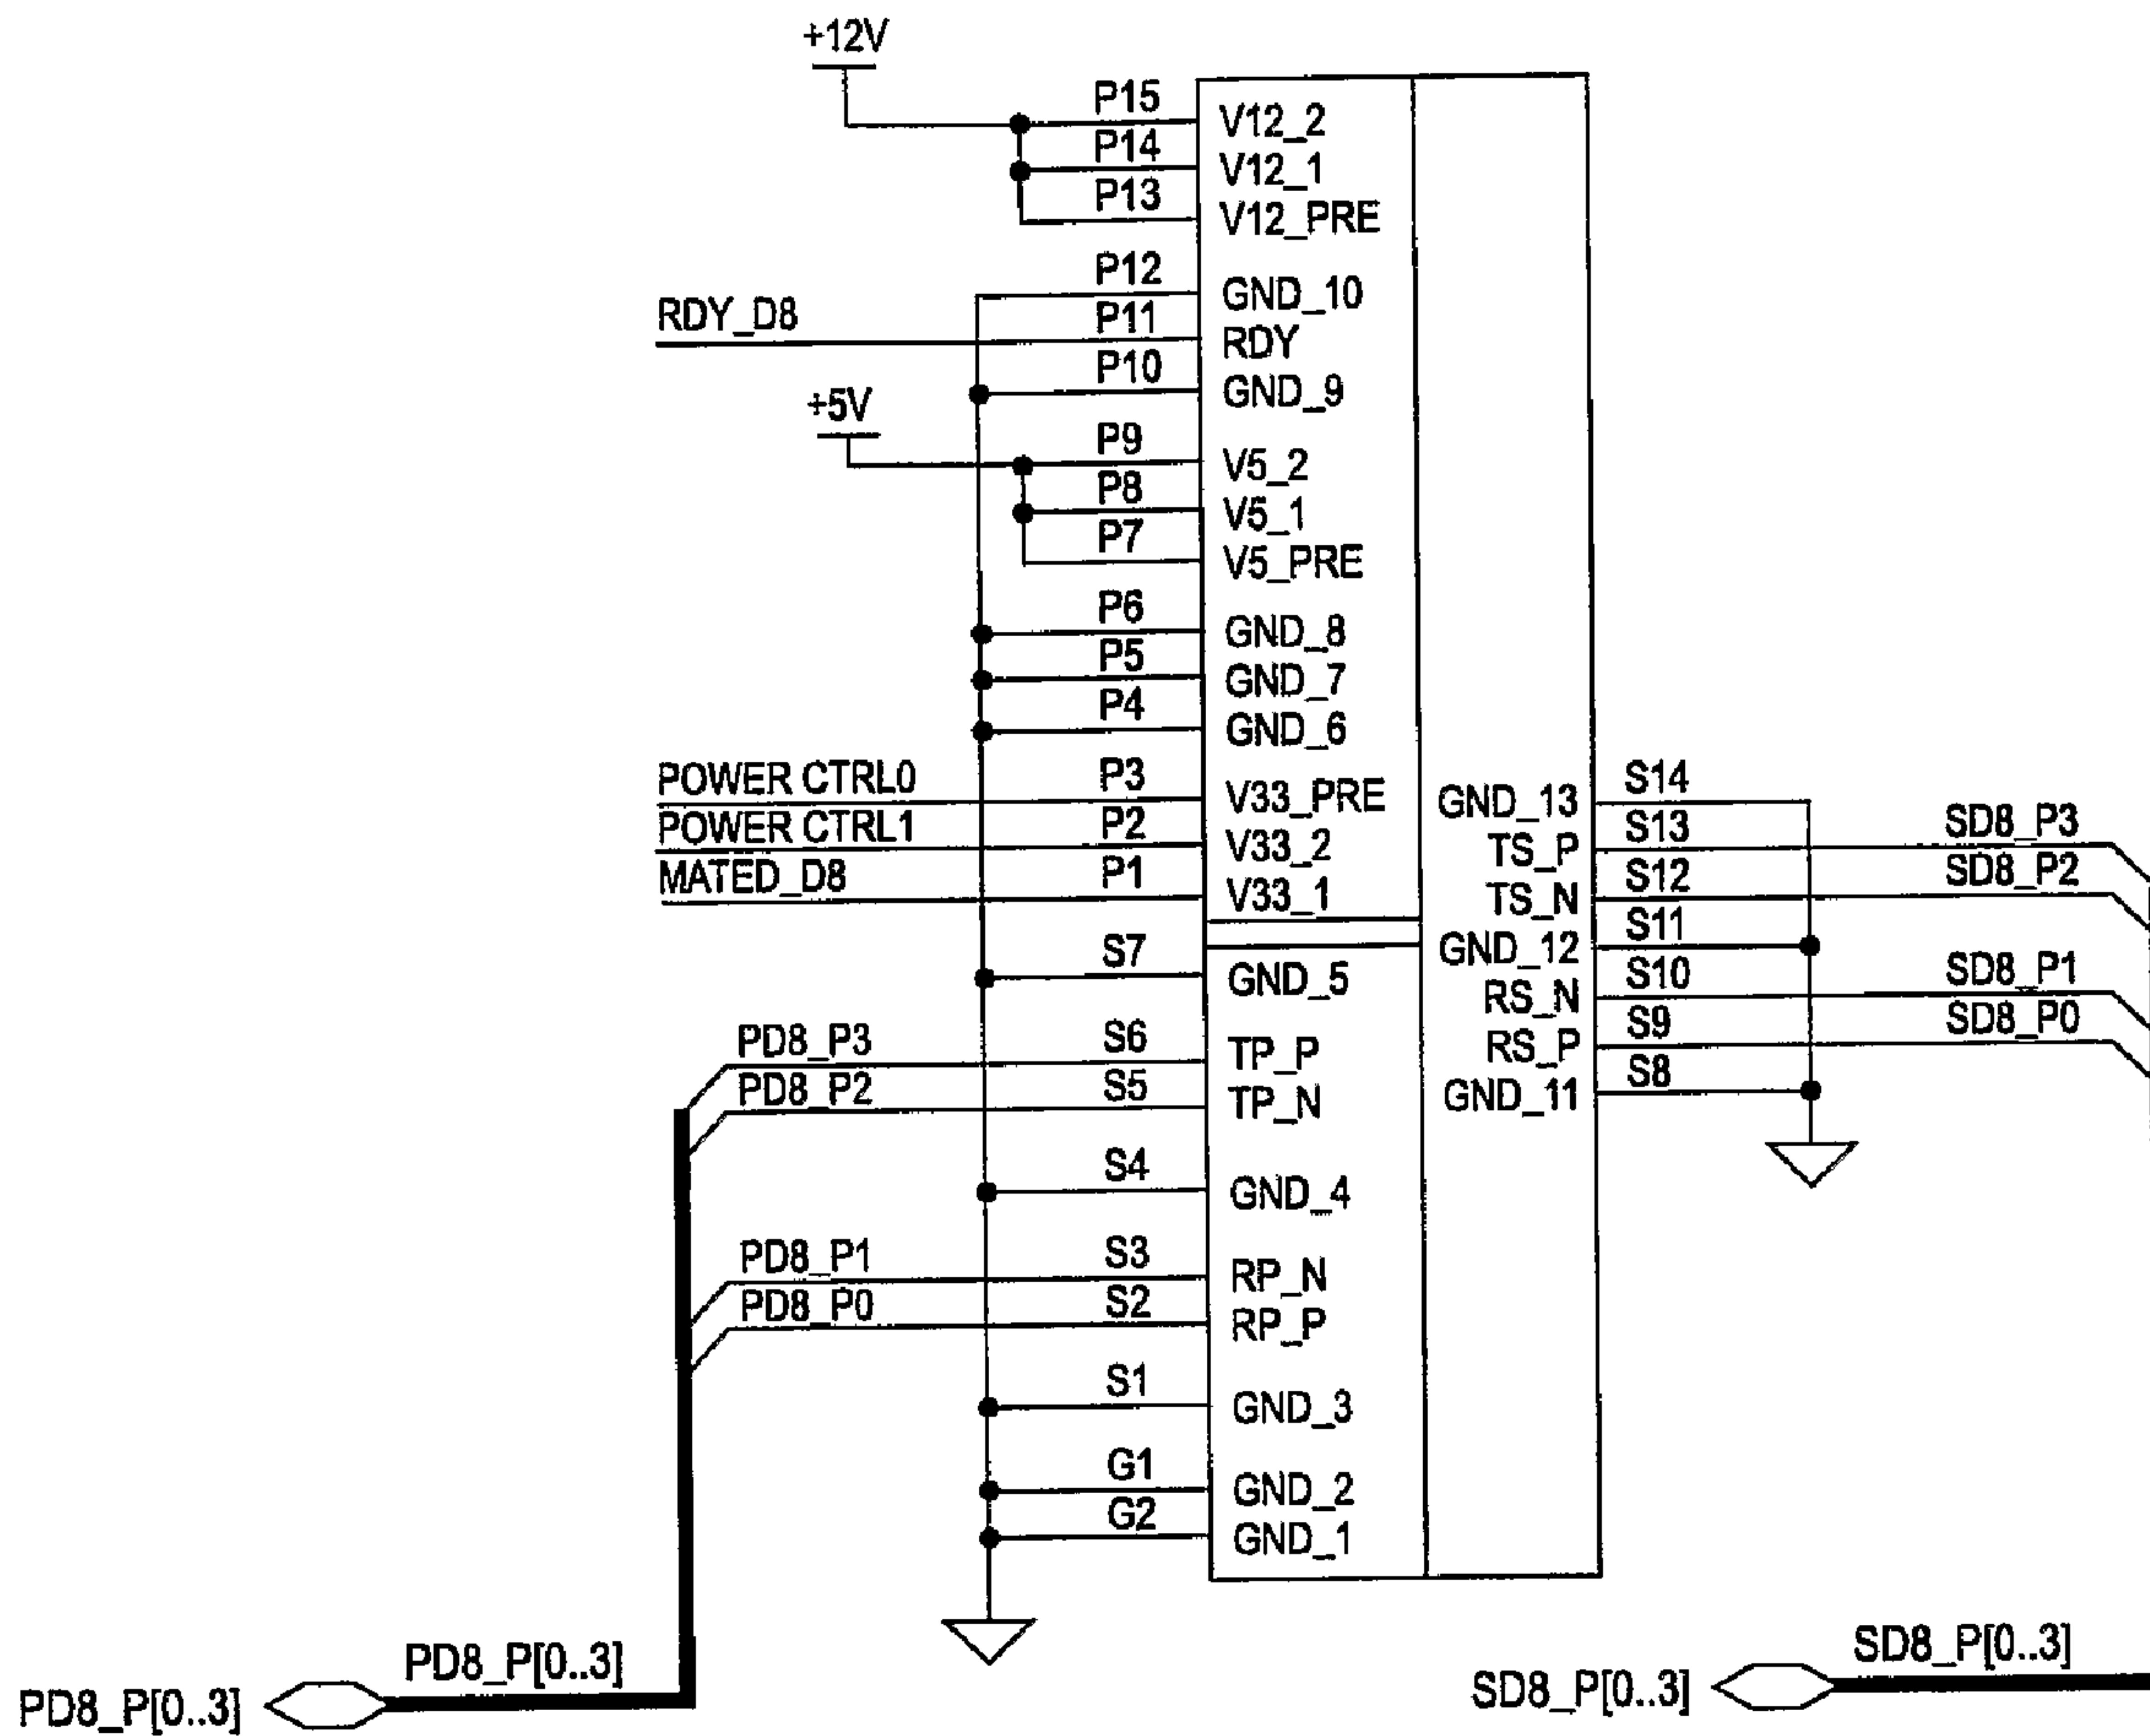 +12V
P15 V12_2
P14 V12_1
P13 V12_PRE
P12 GND_10
RDY_D8 P11 RDY
P10 GND_9
+5V
P9 V5_2
P8 V5_1
P7 V5_PRE
P6 GND_8
P5 GND_7
P4 GND_6
POWER CTRL0 P3 V33_PRE
POWER CTRL1 P2 V33_2
MATED_D8 P1 V33_1
S7 GND_5
PD8_P3 S6 TP_P
PD8_P2 S5 TP_N
S4 GND_4
PD8_P1 S3 RP_N
PD8_P0 S2 RP_P
S1 GND_3
G1 GND_2
G2 GND_1
GND_13 S14
TS_P S13 SD8_P3
TS_N S12 SD8_P2
GND_12 S11
RS_N S10 SD8_P1
RS_P S9 SD8_P0
GND_11 S8
PD8_P[0..3] PD8_P[0..3]
SD8_P[0..3] SD8_P[0..3]